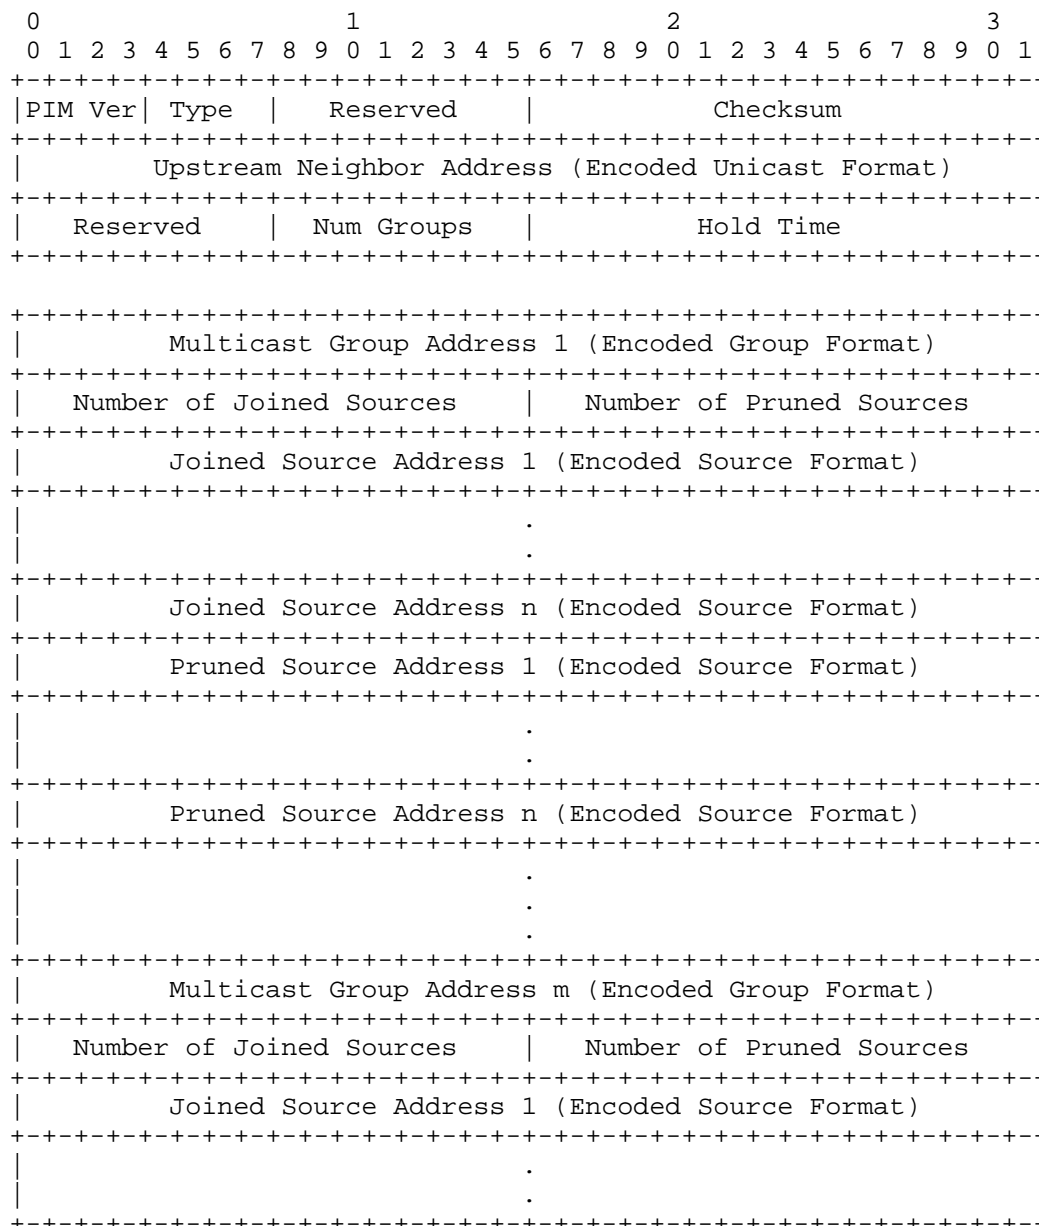 0                   1                   2                   3
 0 1 2 3 4 5 6 7 8 9 0 1 2 3 4 5 6 7 8 9 0 1 2 3 4 5 6 7 8 9 0 1
+-+-+-+-+-+-+-+-+-+-+-+-+-+-+-+-+-+-+-+-+-+-+-+-+-+-+-+-+-+-+-+-
|PIM Ver| Type  |   Reserved    |           Checksum
+-+-+-+-+-+-+-+-+-+-+-+-+-+-+-+-+-+-+-+-+-+-+-+-+-+-+-+-+-+-+-+-
|        Upstream Neighbor Address (Encoded Unicast Format)
+-+-+-+-+-+-+-+-+-+-+-+-+-+-+-+-+-+-+-+-+-+-+-+-+-+-+-+-+-+-+-+-
|   Reserved    |  Num Groups   |          Hold Time
+-+-+-+-+-+-+-+-+-+-+-+-+-+-+-+-+-+-+-+-+-+-+-+-+-+-+-+-+-+-+-+-

+-+-+-+-+-+-+-+-+-+-+-+-+-+-+-+-+-+-+-+-+-+-+-+-+-+-+-+-+-+-+-+-
|         Multicast Group Address 1 (Encoded Group Format)
+-+-+-+-+-+-+-+-+-+-+-+-+-+-+-+-+-+-+-+-+-+-+-+-+-+-+-+-+-+-+-+-
|   Number of Joined Sources    |   Number of Pruned Sources
+-+-+-+-+-+-+-+-+-+-+-+-+-+-+-+-+-+-+-+-+-+-+-+-+-+-+-+-+-+-+-+-
|         Joined Source Address 1 (Encoded Source Format)
+-+-+-+-+-+-+-+-+-+-+-+-+-+-+-+-+-+-+-+-+-+-+-+-+-+-+-+-+-+-+-+-
|                               .
|                               .
+-+-+-+-+-+-+-+-+-+-+-+-+-+-+-+-+-+-+-+-+-+-+-+-+-+-+-+-+-+-+-+-
|         Joined Source Address n (Encoded Source Format)
+-+-+-+-+-+-+-+-+-+-+-+-+-+-+-+-+-+-+-+-+-+-+-+-+-+-+-+-+-+-+-+-
|         Pruned Source Address 1 (Encoded Source Format)
+-+-+-+-+-+-+-+-+-+-+-+-+-+-+-+-+-+-+-+-+-+-+-+-+-+-+-+-+-+-+-+-
|                               .
|                               .
+-+-+-+-+-+-+-+-+-+-+-+-+-+-+-+-+-+-+-+-+-+-+-+-+-+-+-+-+-+-+-+-
|         Pruned Source Address n (Encoded Source Format)
+-+-+-+-+-+-+-+-+-+-+-+-+-+-+-+-+-+-+-+-+-+-+-+-+-+-+-+-+-+-+-+-
|                               .
|                               .
|                               .
+-+-+-+-+-+-+-+-+-+-+-+-+-+-+-+-+-+-+-+-+-+-+-+-+-+-+-+-+-+-+-+-
|         Multicast Group Address m (Encoded Group Format)
+-+-+-+-+-+-+-+-+-+-+-+-+-+-+-+-+-+-+-+-+-+-+-+-+-+-+-+-+-+-+-+-
|   Number of Joined Sources    |   Number of Pruned Sources
+-+-+-+-+-+-+-+-+-+-+-+-+-+-+-+-+-+-+-+-+-+-+-+-+-+-+-+-+-+-+-+-
|         Joined Source Address 1 (Encoded Source Format)
+-+-+-+-+-+-+-+-+-+-+-+-+-+-+-+-+-+-+-+-+-+-+-+-+-+-+-+-+-+-+-+-
|                               .
|                               .
+-+-+-+-+-+-+-+-+-+-+-+-+-+-+-+-+-+-+-+-+-+-+-+-+-+-+-+-+-+-+-+-